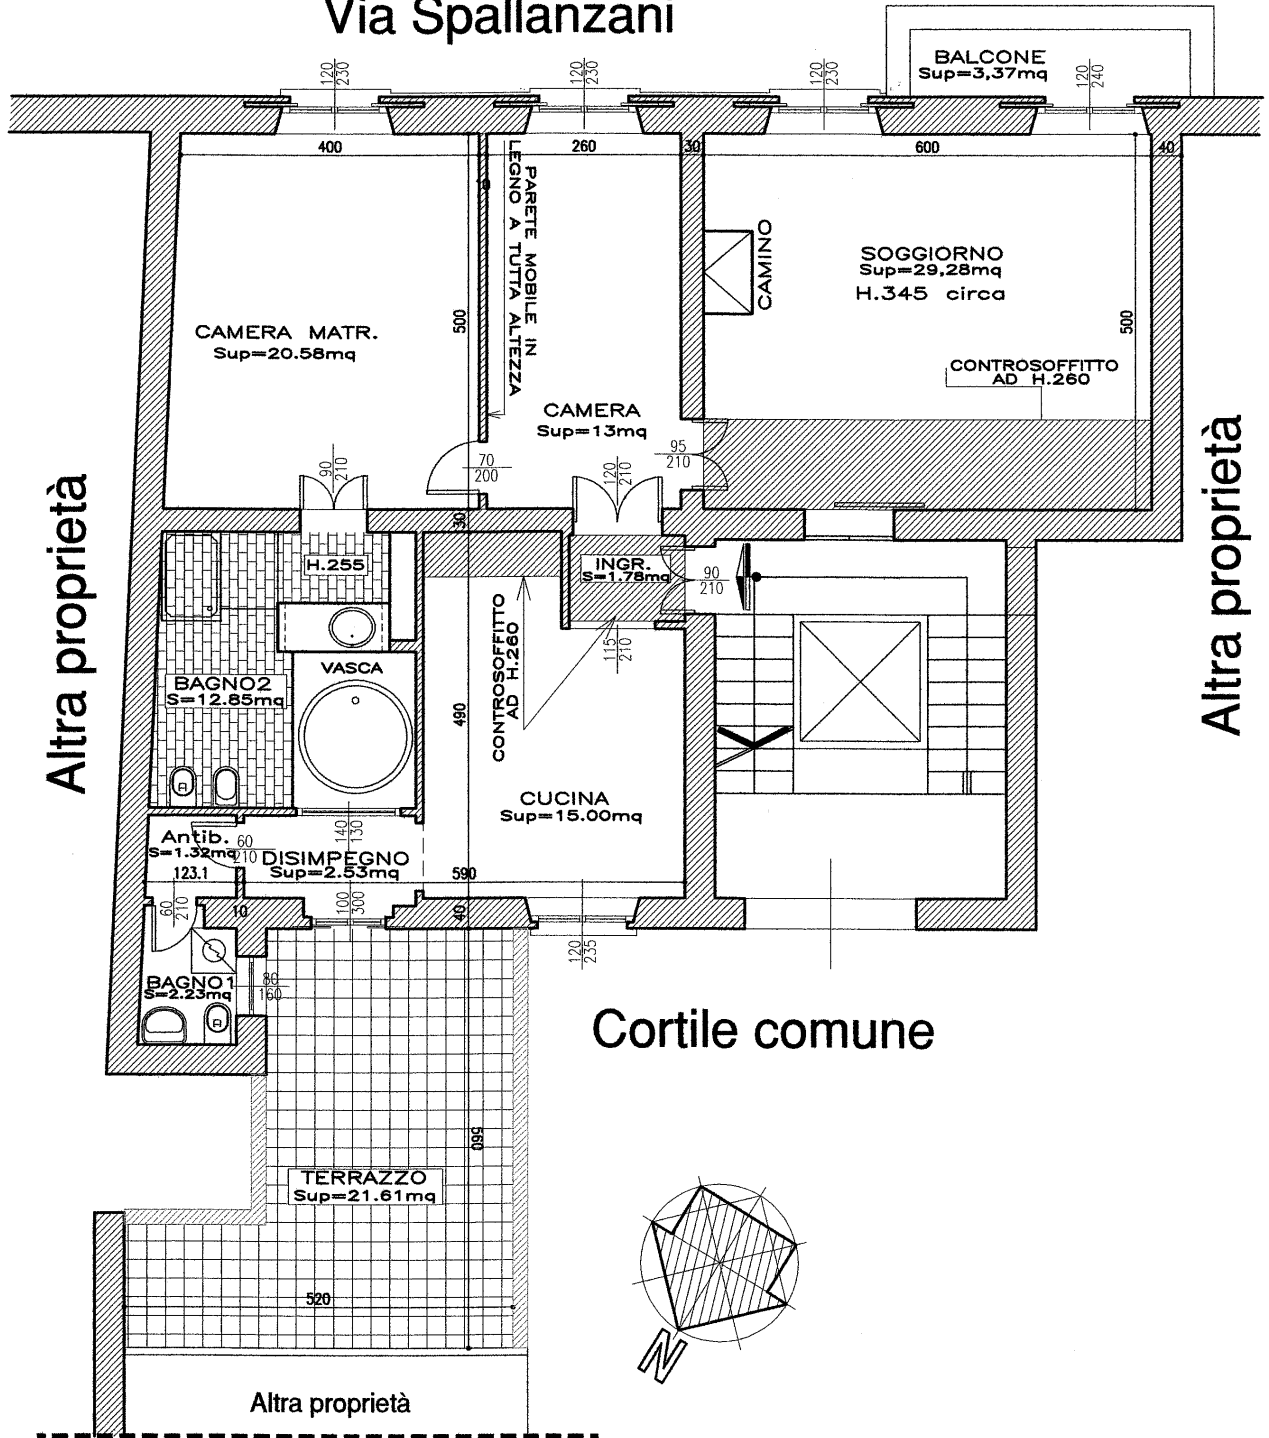 Via Spallanzani
BALCONE
Sup=3,37mq
120
230
120
230
120
230
120
240
400
260
30
600
40
10
PARETE MOBILE IN
LEGNO A TUTTA ALTEZZA
CAMINO
SOGGIORNO
Sup=29,28mq
H.345 circa
500
500
CAMERA MATR.
Sup=20.58mq
CONTROSOFFITTO
AD H.260
CAMERA
Sup=13mq
95
210
70
200
90
210
120
210
Altra proprietà
Altra proprietà
30
H.255
INGR.
S=1.78mq
90
210
115
210
CONTROSOFFITTO
AD H.260
VASCA
BAGNO2
S=12.85mq
490
CUCINA
Sup=15.00mq
Antib.
S=1.32mq
60
210
140
130
DISIMPEGNO
Sup=2.53mq
123.1
590
60
210
10
100
300
40
120
235
BAGNO1
S=2.23mq
80
160
Cortile comune
560
TERRAZZO
Sup=21.61mq
520
N
Altra proprietà